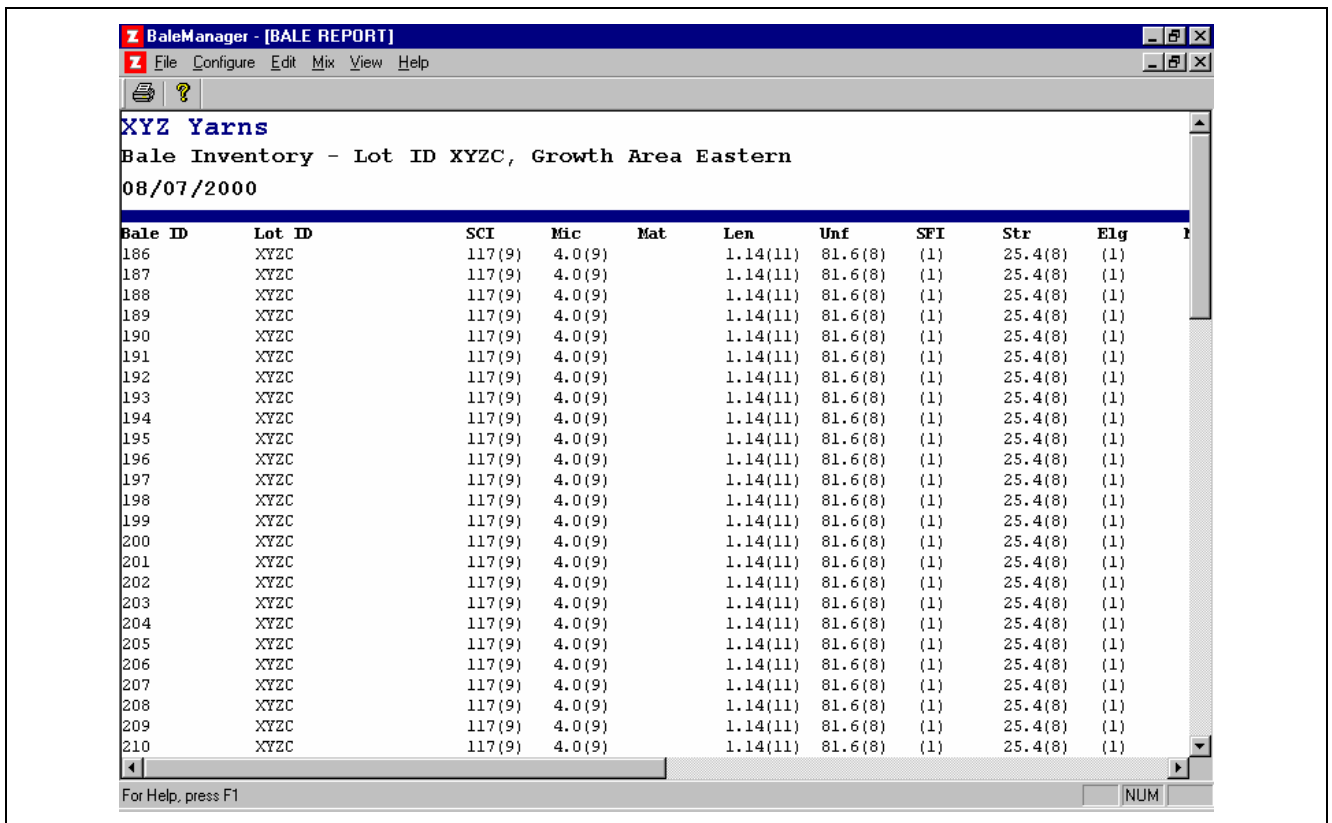 BaleManager - [BALE REPORT]
File Configure Edit Mix View Help
XYZ Yarns
Bale Inventory - Lot ID XYZC, Growth Area Eastern
08/07/2000
Bale ID Lot ID SCI Mic Mat Len Unf SFI Str Elg
186 XYZC 117(9) 4.0(9) 1.14(11) 81.6(8) (1) 25.4(8) (1)
187 XYZC 117(9) 4.0(9) 1.14(11) 81.6(8) (1) 25.4(8) (1)
188 XYZC 117(9) 4.0(9) 1.14(11) 81.6(8) (1) 25.4(8) (1)
189 XYZC 117(9) 4.0(9) 1.14(11) 81.6(8) (1) 25.4(8) (1)
190 XYZC 117(9) 4.0(9) 1.14(11) 81.6(8) (1) 25.4(8) (1)
191 XYZC 117(9) 4.0(9) 1.14(11) 81.6(8) (1) 25.4(8) (1)
192 XYZC 117(9) 4.0(9) 1.14(11) 81.6(8) (1) 25.4(8) (1)
193 XYZC 117(9) 4.0(9) 1.14(11) 81.6(8) (1) 25.4(8) (1)
194 XYZC 117(9) 4.0(9) 1.14(11) 81.6(8) (1) 25.4(8) (1)
195 XYZC 117(9) 4.0(9) 1.14(11) 81.6(8) (1) 25.4(8) (1)
196 XYZC 117(9) 4.0(9) 1.14(11) 81.6(8) (1) 25.4(8) (1)
197 XYZC 117(9) 4.0(9) 1.14(11) 81.6(8) (1) 25.4(8) (1)
198 XYZC 117(9) 4.0(9) 1.14(11) 81.6(8) (1) 25.4(8) (1)
199 XYZC 117(9) 4.0(9) 1.14(11) 81.6(8) (1) 25.4(8) (1)
200 XYZC 117(9) 4.0(9) 1.14(11) 81.6(8) (1) 25.4(8) (1)
201 XYZC 117(9) 4.0(9) 1.14(11) 81.6(8) (1) 25.4(8) (1)
202 XYZC 117(9) 4.0(9) 1.14(11) 81.6(8) (1) 25.4(8) (1)
203 XYZC 117(9) 4.0(9) 1.14(11) 81.6(8) (1) 25.4(8) (1)
204 XYZC 117(9) 4.0(9) 1.14(11) 81.6(8) (1) 25.4(8) (1)
205 XYZC 117(9) 4.0(9) 1.14(11) 81.6(8) (1) 25.4(8) (1)
206 XYZC 117(9) 4.0(9) 1.14(11) 81.6(8) (1) 25.4(8) (1)
207 XYZC 117(9) 4.0(9) 1.14(11) 81.6(8) (1) 25.4(8) (1)
208 XYZC 117(9) 4.0(9) 1.14(11) 81.6(8) (1) 25.4(8) (1)
209 XYZC 117(9) 4.0(9) 1.14(11) 81.6(8) (1) 25.4(8) (1)
210 XYZC 117(9) 4.0(9) 1.14(11) 81.6(8) (1) 25.4(8) (1)
For Help, press F1 NUM